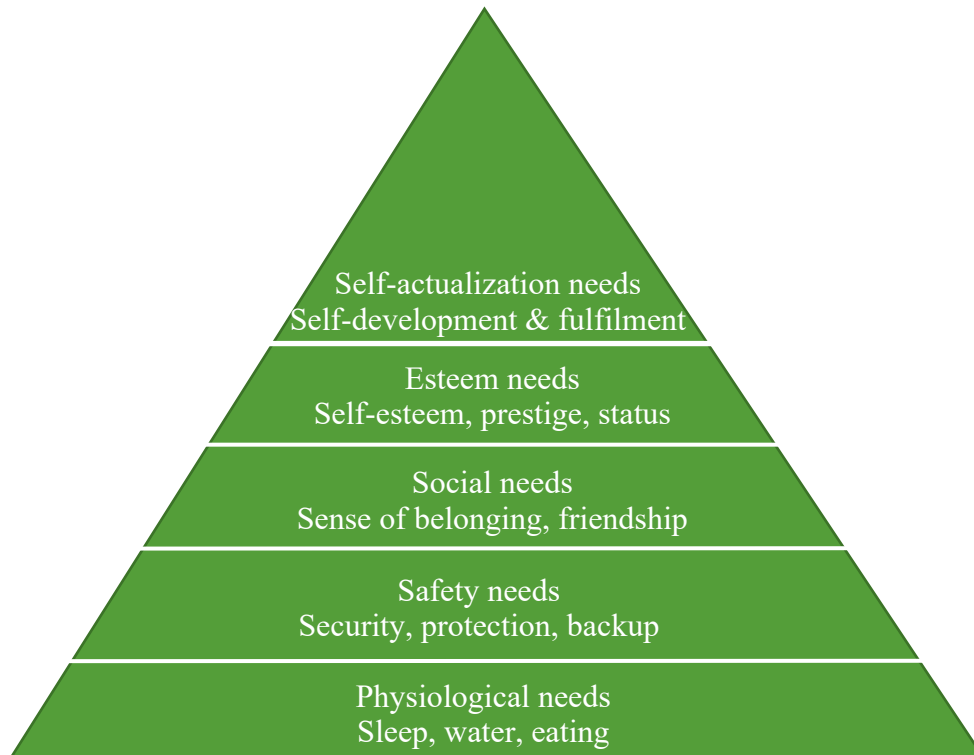 Self-actualization needs
Self-development & fulfilment
Esteem needs
Self-esteem, prestige, status
Social needs
Sense of belonging, friendship
Safety needs
Security, protection, backup
Physiological needs
Sleep, water, eating